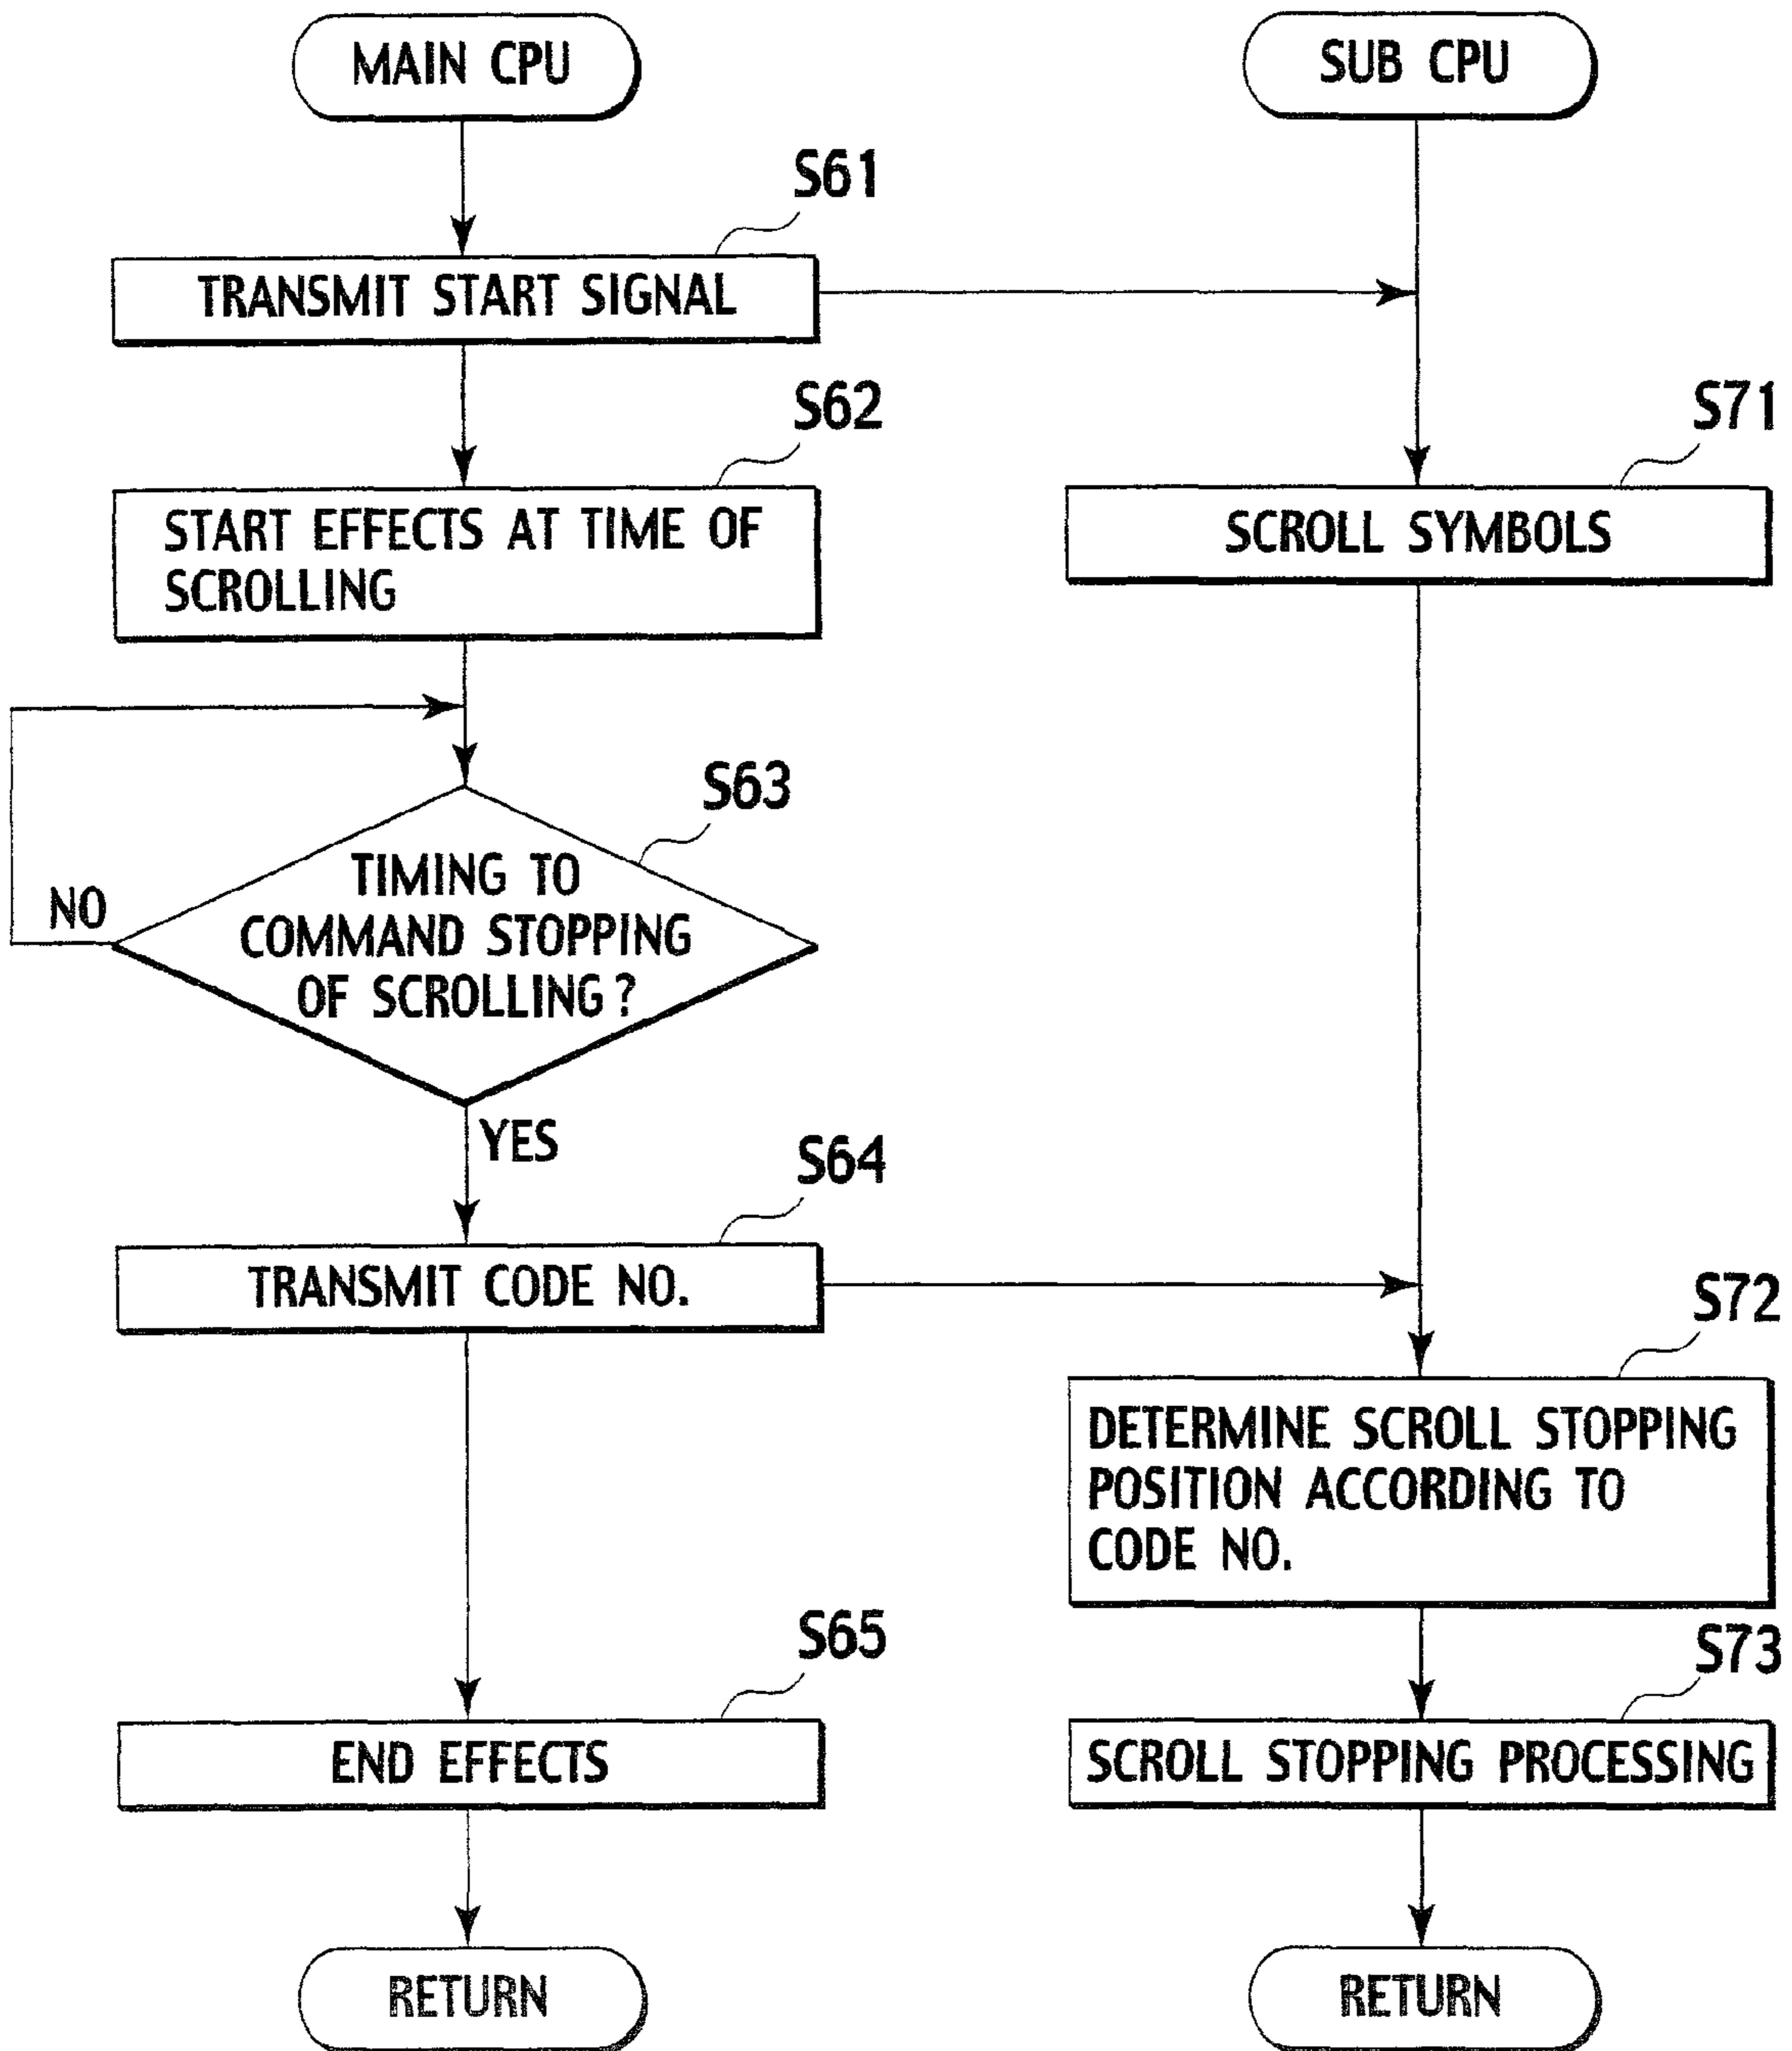 MAIN CPU
SUB CPU
S61
TRANSMIT START SIGNAL
S62
START EFFECTS AT TIME OF
SCROLLING
S71
SCROLL SYMBOLS
S63
TIMING TO
COMMAND STOPPING
OF SCROLLING?
NO
YES
S64
TRANSMIT CODE NO.
S72
DETERMINE SCROLL STOPPING
POSITION ACCORDING TO
CODE NO.
S65
END EFFECTS
S73
SCROLL STOPPING PROCESSING
RETURN
RETURN